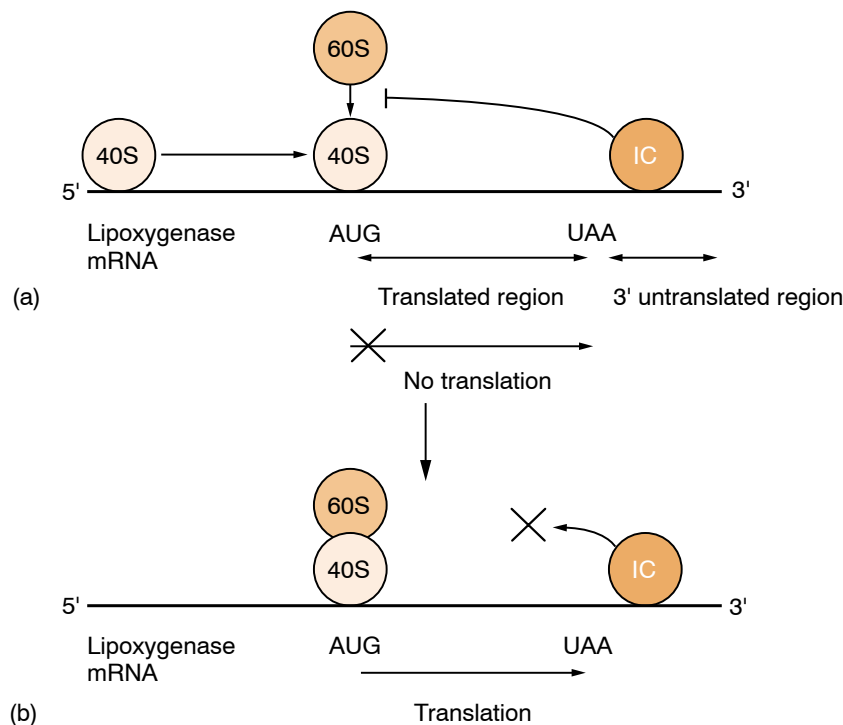 60S
40S
40S
IC
5'
3'
Lipoxygenase
mRNA
AUG
UAA
(a)
Translated region
3' untranslated region
No translation
60S
40S
IC
5'
3'
Lipoxygenase
mRNA
AUG
UAA
(b)
Translation